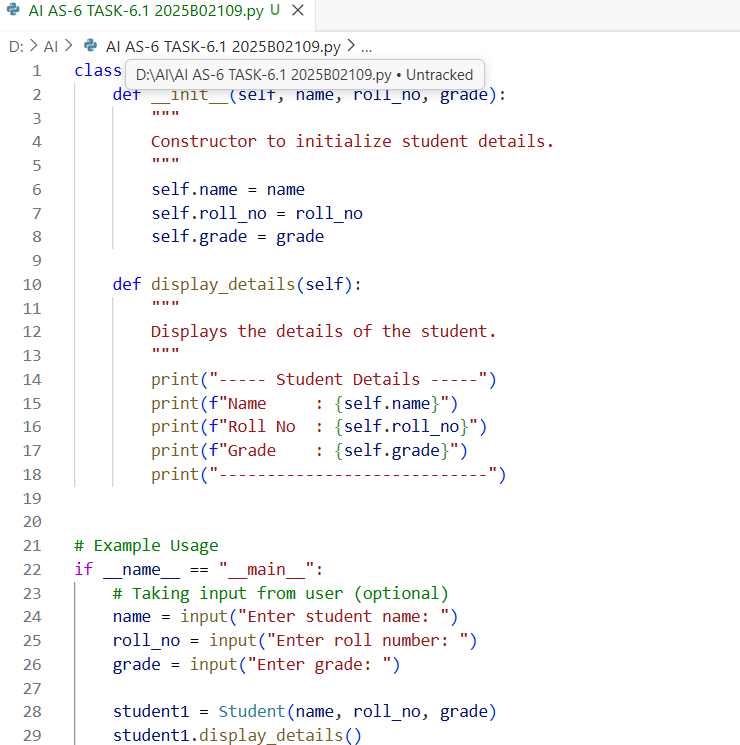 AI AS-6 TASK-6.1 2025B02109.py U ×
D: > AI > AI AS-6 TASK-6.1 2025B02109.py > ...
1 class
D:\AI\AI AS-6 TASK-6.1 2025B02109.py • Untracked
2     def __init__(self, name, roll_no, grade):
3         """
4         Constructor to initialize student details.
5         """
6         self.name = name
7         self.roll_no = roll_no
8         self.grade = grade
9
10     def display_details(self):
11         """
12         Displays the details of the student.
13         """
14         print("----- Student Details -----")
15         print(f"Name     : {self.name}")
16         print(f"Roll No  : {self.roll_no}")
17         print(f"Grade    : {self.grade}")
18         print("----------------------------")
19
20
21 # Example Usage
22 if __name__ == "__main__":
23     # Taking input from user (optional)
24     name = input("Enter student name: ")
25     roll_no = input("Enter roll number: ")
26     grade = input("Enter grade: ")
27
28     student1 = Student(name, roll_no, grade)
29     student1.display_details()